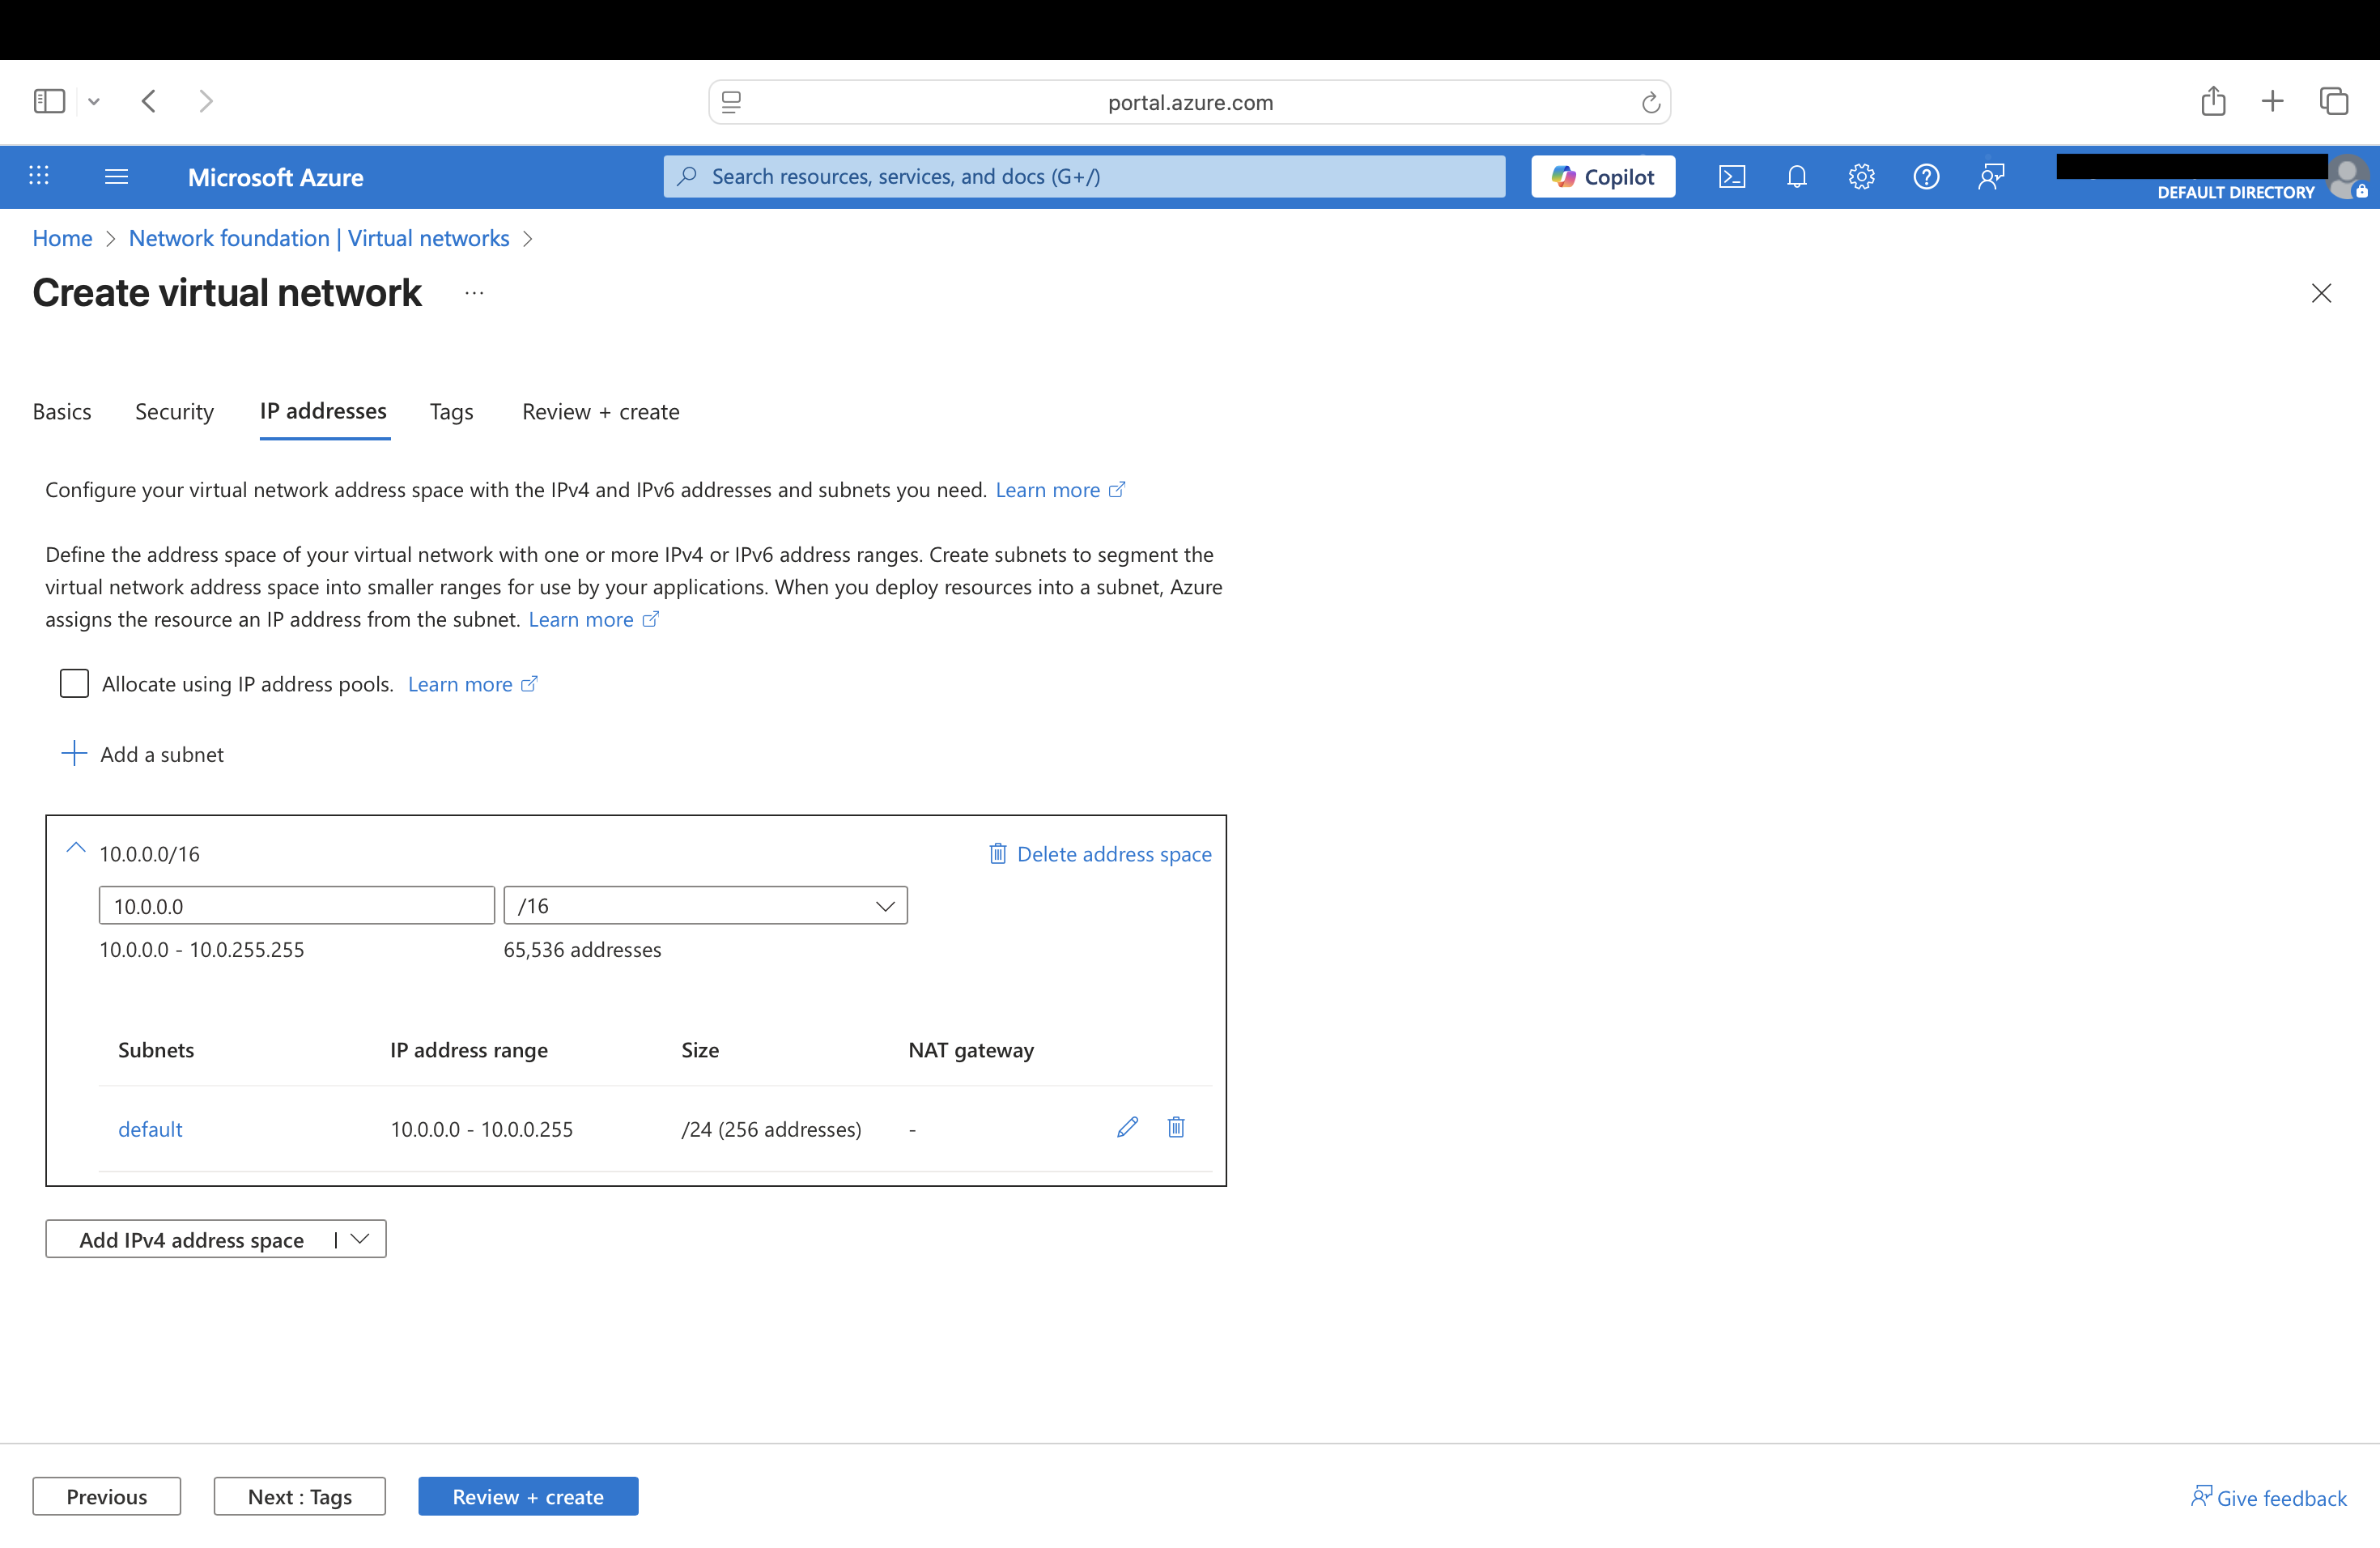 portal.azure.com
Microsoft Azure
Search resources, services, and docs (G+/)
Copilot
DEFAULT DIRECTORY
Home > Network foundation | Virtual networks >
Create virtual network ...
Basics Security IP addresses Tags Review + create
Configure your virtual network address space with the IPv4 and IPv6 addresses and subnets you need. Learn more
Define the address space of your virtual network with one or more IPv4 or IPv6 address ranges. Create subnets to segment the
virtual network address space into smaller ranges for use by your applications. When you deploy resources into a subnet, Azure
assigns the resource an IP address from the subnet. Learn more
Allocate using IP address pools. Learn more
Add a subnet
10.0.0.0/16 Delete address space
10.0.0.0 /16
10.0.0.0 - 10.0.255.255 65,536 addresses
Subnets IP address range Size NAT gateway
default 10.0.0.0 - 10.0.0.255 /24 (256 addresses) -
Add IPv4 address space |
Previous Next : Tags Review + create Give feedback